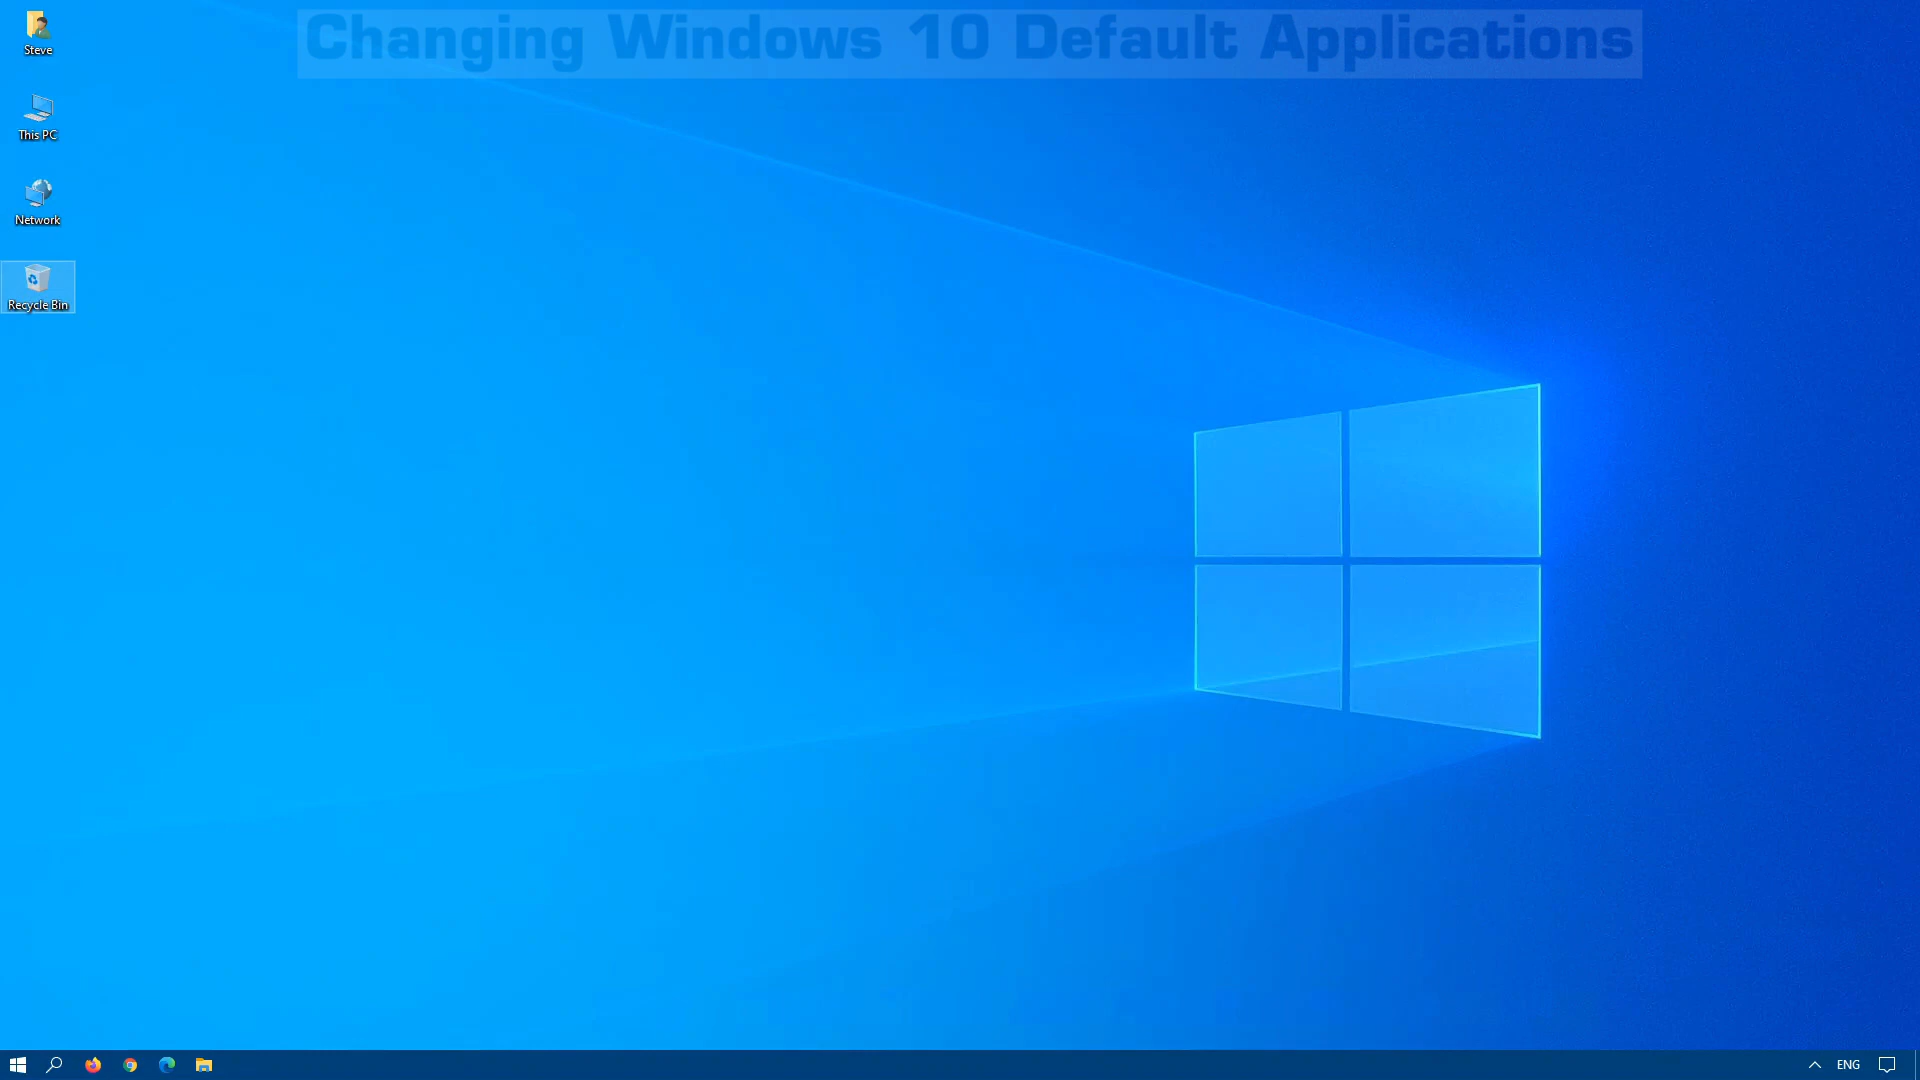 Changing Windows 10 Default Applications
Steve
This PC
Network
Recycle Bin
ENG